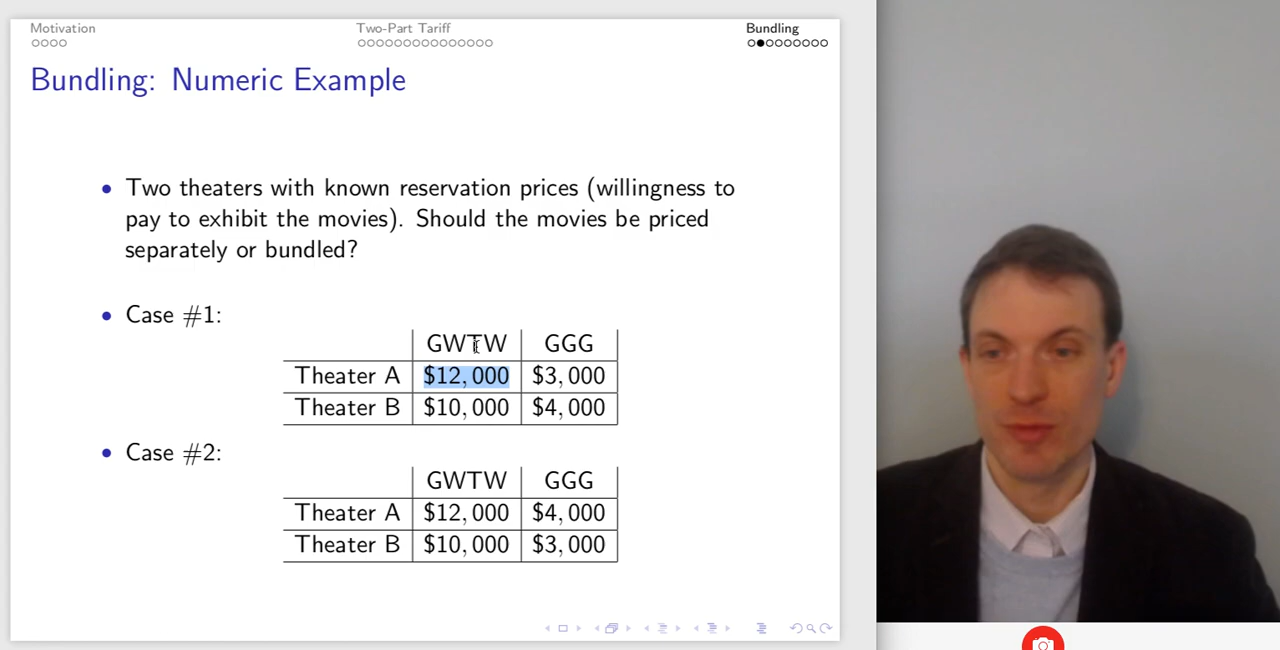 Motivation Two-Part Tariff Bundling
Bundling: Numeric Example
• Two theaters with known reservation prices (willingness to
pay to exhibit the movies). Should the movies be priced
separately or bundled?
• Case #1:
GWTW GGG
Theater A $12,000 $3,000
Theater B $10,000 $4,000
• Case #2:
GWTW GGG
Theater A $12,000 $4,000
Theater B $10,000 $3,000